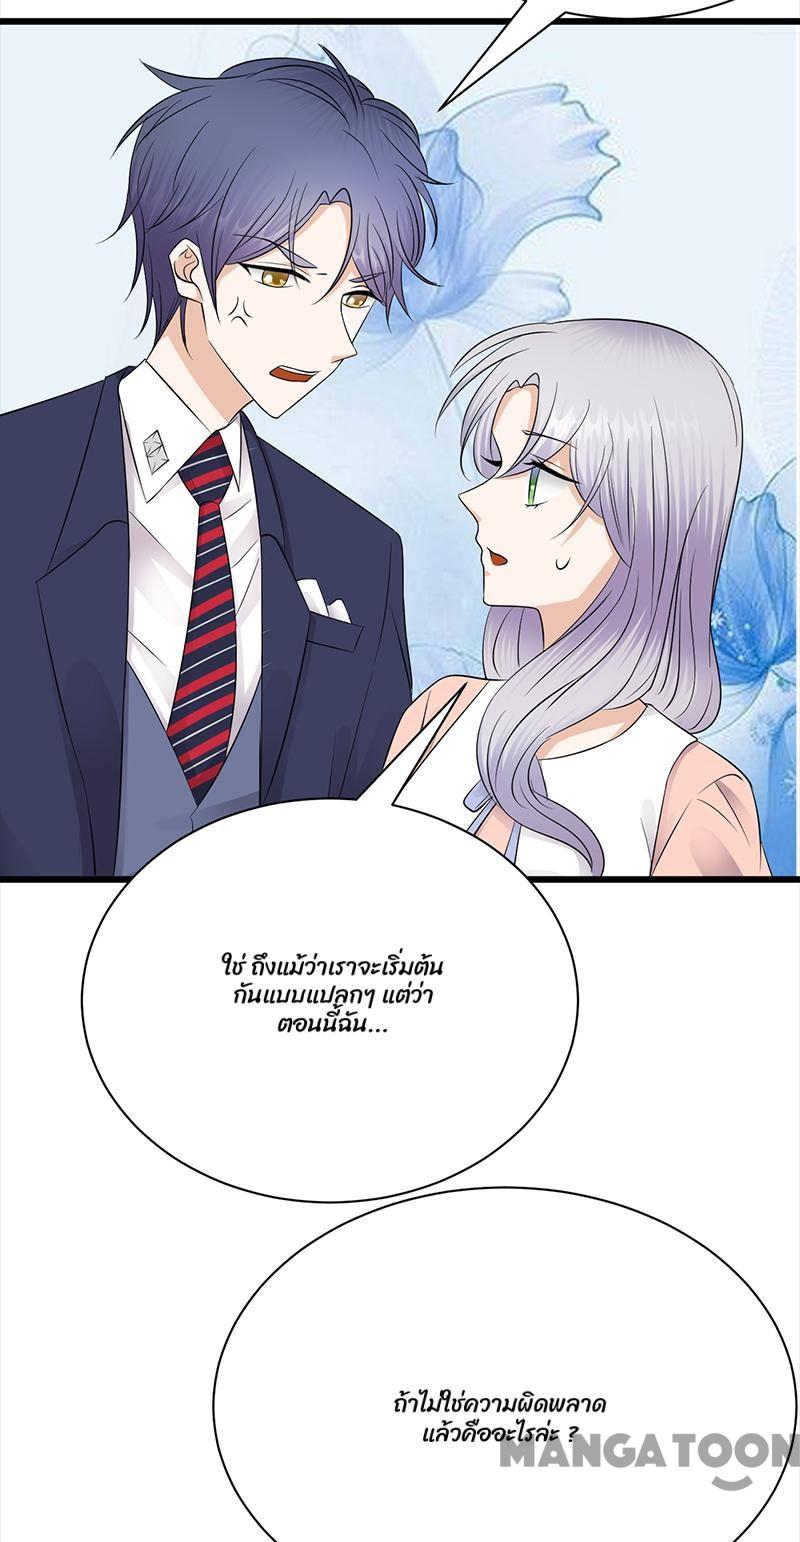 ใช่ ถึงแม้ว่าเราจะเริ่มต้น
กันแบบแปลกๆ แต่ว่า
ตอนนี้ฉัน...
ถ้าไม่ใช่ความผิดพลาด
แล้วคืออะไรล่ะ ?
MANGATOON